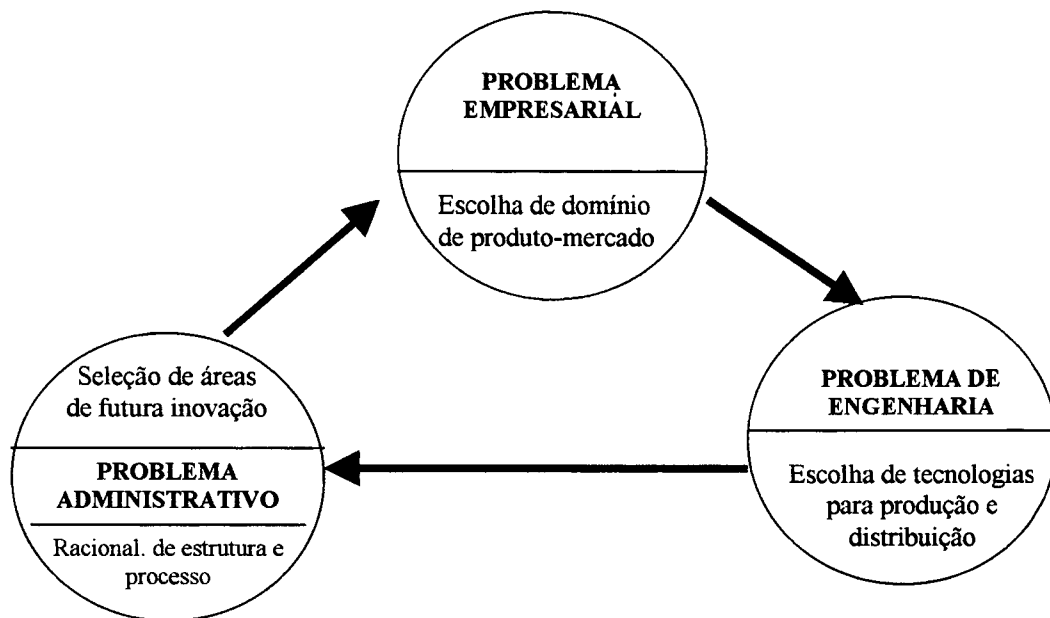 PROBLEMA
EMPRESARIAL
Escolha de domínio
de produto-mercado
PROBLEMA DE
ENGENHARIA
Escolha de tecnologias
para produção e
distribuição
Seleção de áreas
de futura inovação
PROBLEMA
ADMINISTRATIVO
Racional. de estrutura e
processo